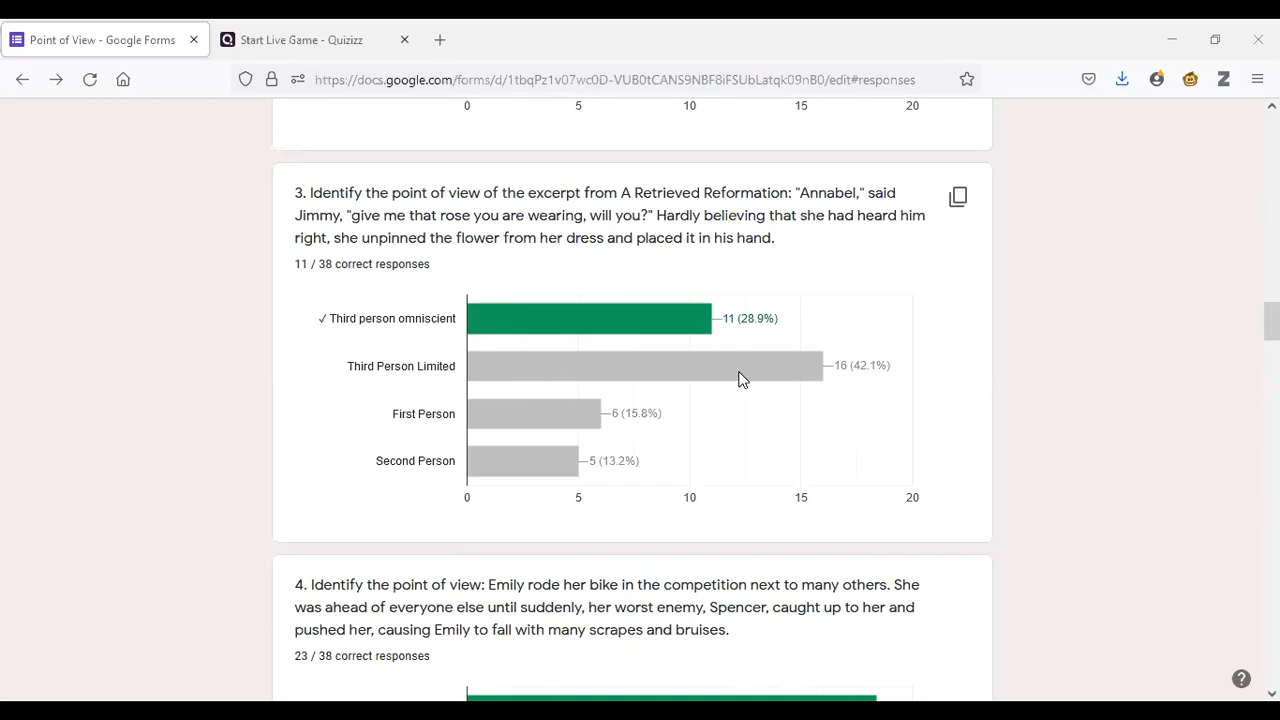 Point of View - Google Forms
Start Live Game - Quizizz
https://docs.google.com/forms/d/1tbqPz1v07wc0D-VUB0tCANS9NBF8iFSUbLatqk09nB0/edit#responses
0 5 10 15 20
3. Identify the point of view of the excerpt from A Retrieved Reformation: "Annabel," said
Jimmy, "give me that rose you are wearing, will you?" Hardly believing that she had heard him
right, she unpinned the flower from her dress and placed it in his hand.
11 / 38 correct responses
✓ Third person omniscient 11 (28.9%)
Third Person Limited 16 (42.1%)
First Person 6 (15.8%)
Second Person 5 (13.2%)
0 5 10 15 20
4. Identify the point of view: Emily rode her bike in the competition next to many others. She
was ahead of everyone else until suddenly, her worst enemy, Spencer, caught up to her and
pushed her, causing Emily to fall with many scrapes and bruises.
23 / 38 correct responses